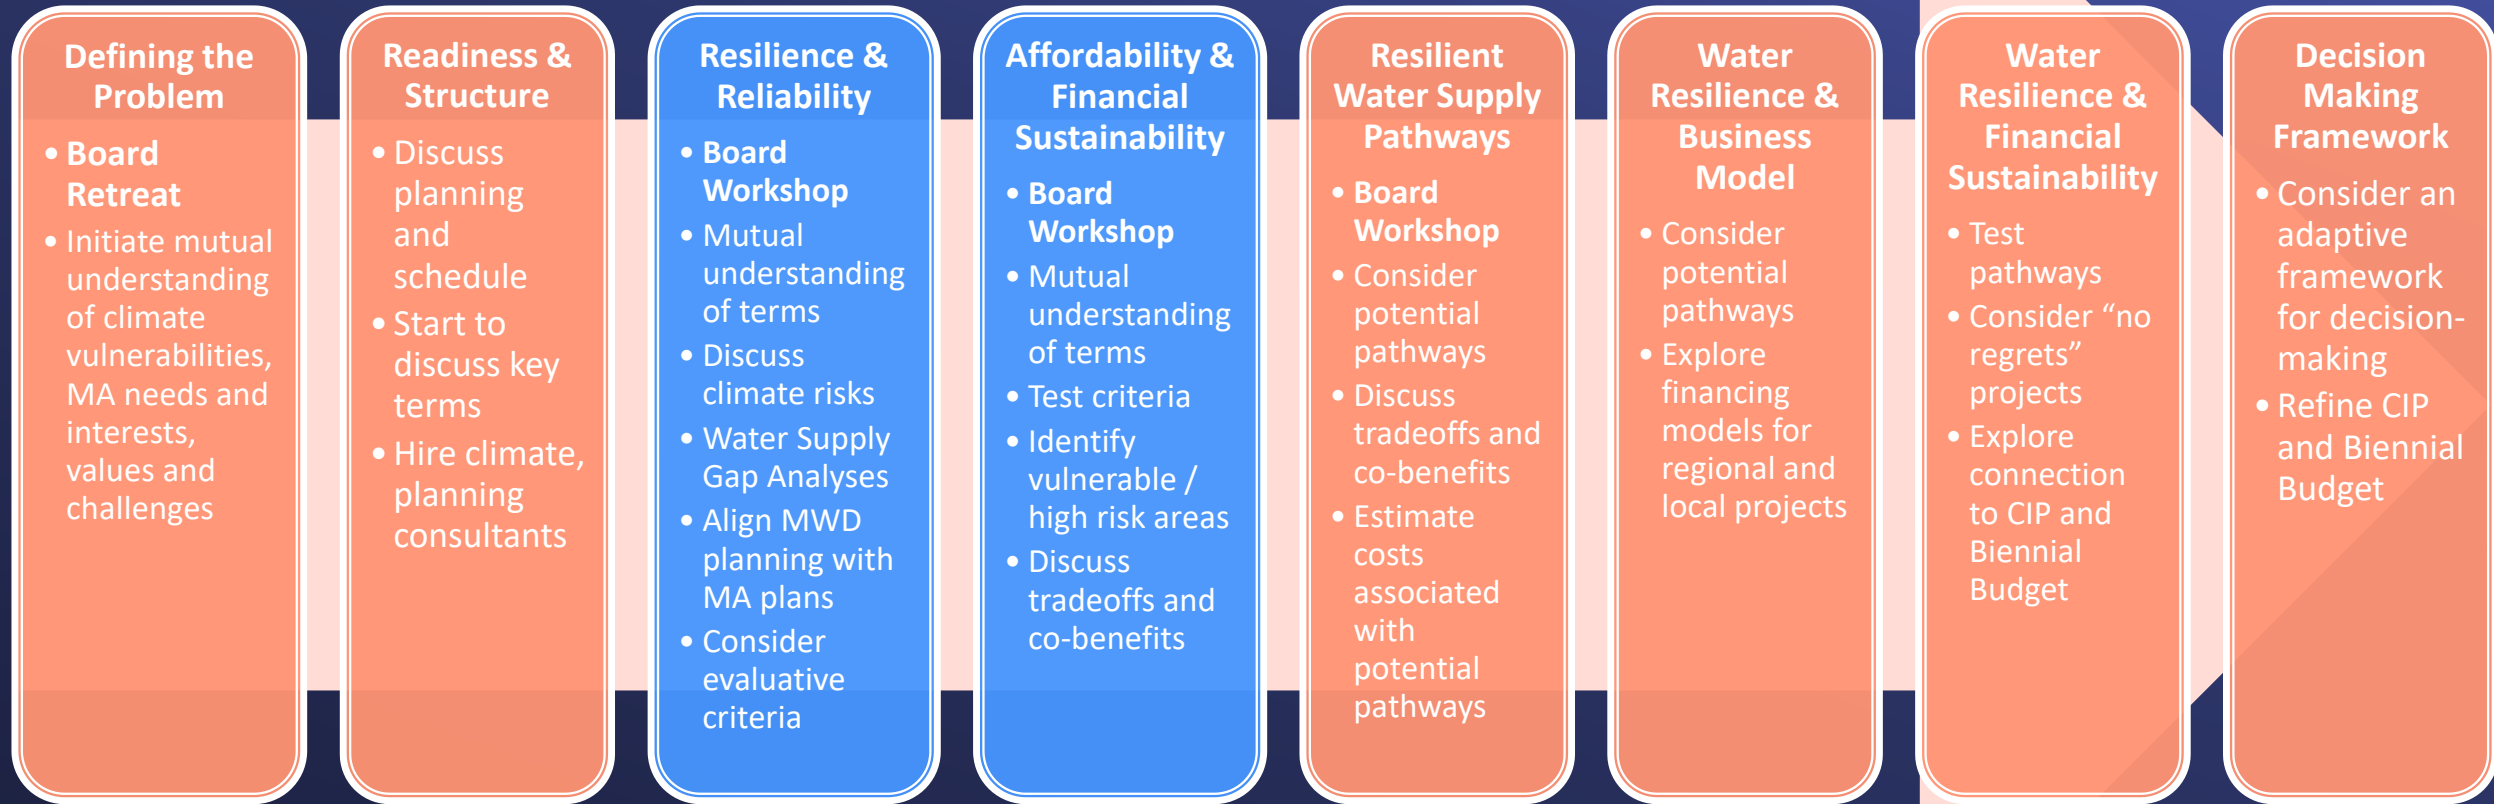 Defining the
Problem
• Board
Retreat
• Initiate mutual
understanding
of climate
vulnerabilities,
MA needs and
interests,
values and
challenges
Readiness &
Structure
• Discuss
planning
and
schedule
• Start to
discuss key
terms
• Hire climate,
planning
consultants
Resilience &
Reliability
• Board
Workshop
• Mutual
understanding
of terms
• Discuss
climate risks
• Water Supply
Gap Analyses
• Align MWD
planning with
MA plans
• Consider
evaluative
criteria
Affordability &
Financial
Sustainability
• Board
Workshop
• Mutual
understanding
of terms
• Test criteria
• Identify
vulnerable /
high risk areas
• Discuss
tradeoffs and
co-benefits
Resilient
Water Supply
Pathways
• Board
Workshop
• Consider
potential
pathways
• Discuss
tradeoffs and
co-benefits
• Estimate
costs
associated
with
potential
pathways
Water
Resilience &
Business
Model
• Consider
potential
pathways
• Explore
financing
models for
regional and
local projects
Water
Resilience &
Financial
Sustainability
• Test
pathways
• Consider “no
regrets”
projects
• Explore
connection
to CIP and
Biennial
Budget
Decision
Making
Framework
• Consider an
adaptive
framework
for decision-
making
• Refine CIP
and Biennial
Budget